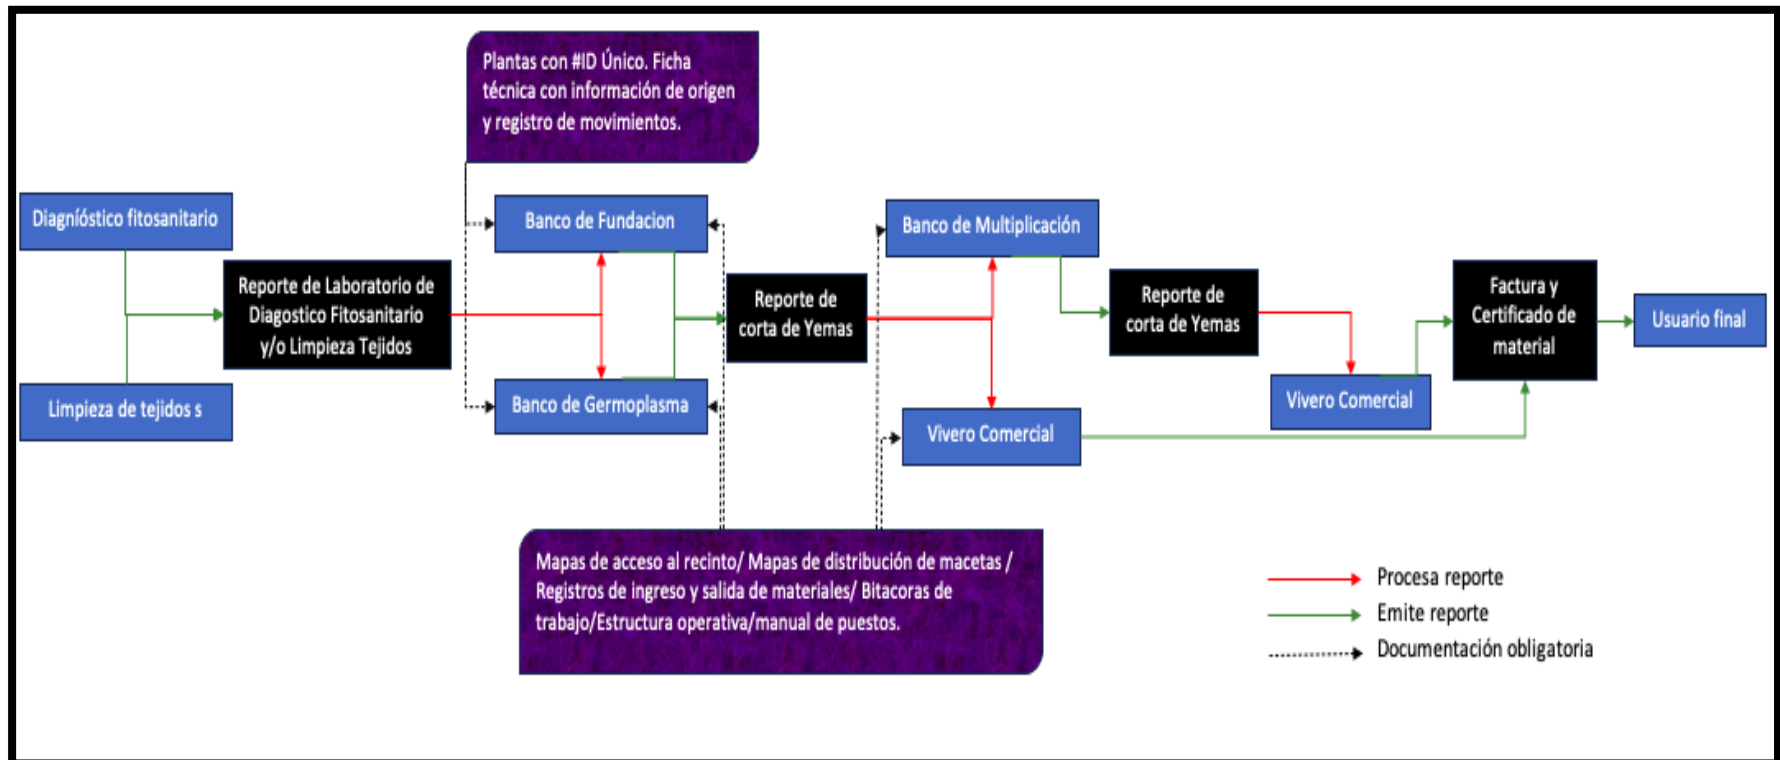 Plantas con #ID Único. Ficha
técnica con información de origen
y registro de movimientos.
Diagníóstico fitosanitario
Limpieza de tejidos s
Reporte de Laboratorio de
Diagostico Fitosanitario
y/o Limpieza Tejidos
Banco de Fundacion
Banco de Germoplasma
Reporte de
corta de Yemas
Banco de Multiplicación
Vivero Comercial
Reporte de
corta de Yemas
Vivero Comercial
Factura y
Certificado de
material
Usuario final
Mapas de acceso al recinto/ Mapas de distribución de macetas /
Registros de ingreso y salida de materiales/ Bitacoras de
trabajo/Estructura operativa/manual de puestos.
Procesa reporte
Emite reporte
Documentación obligatoria